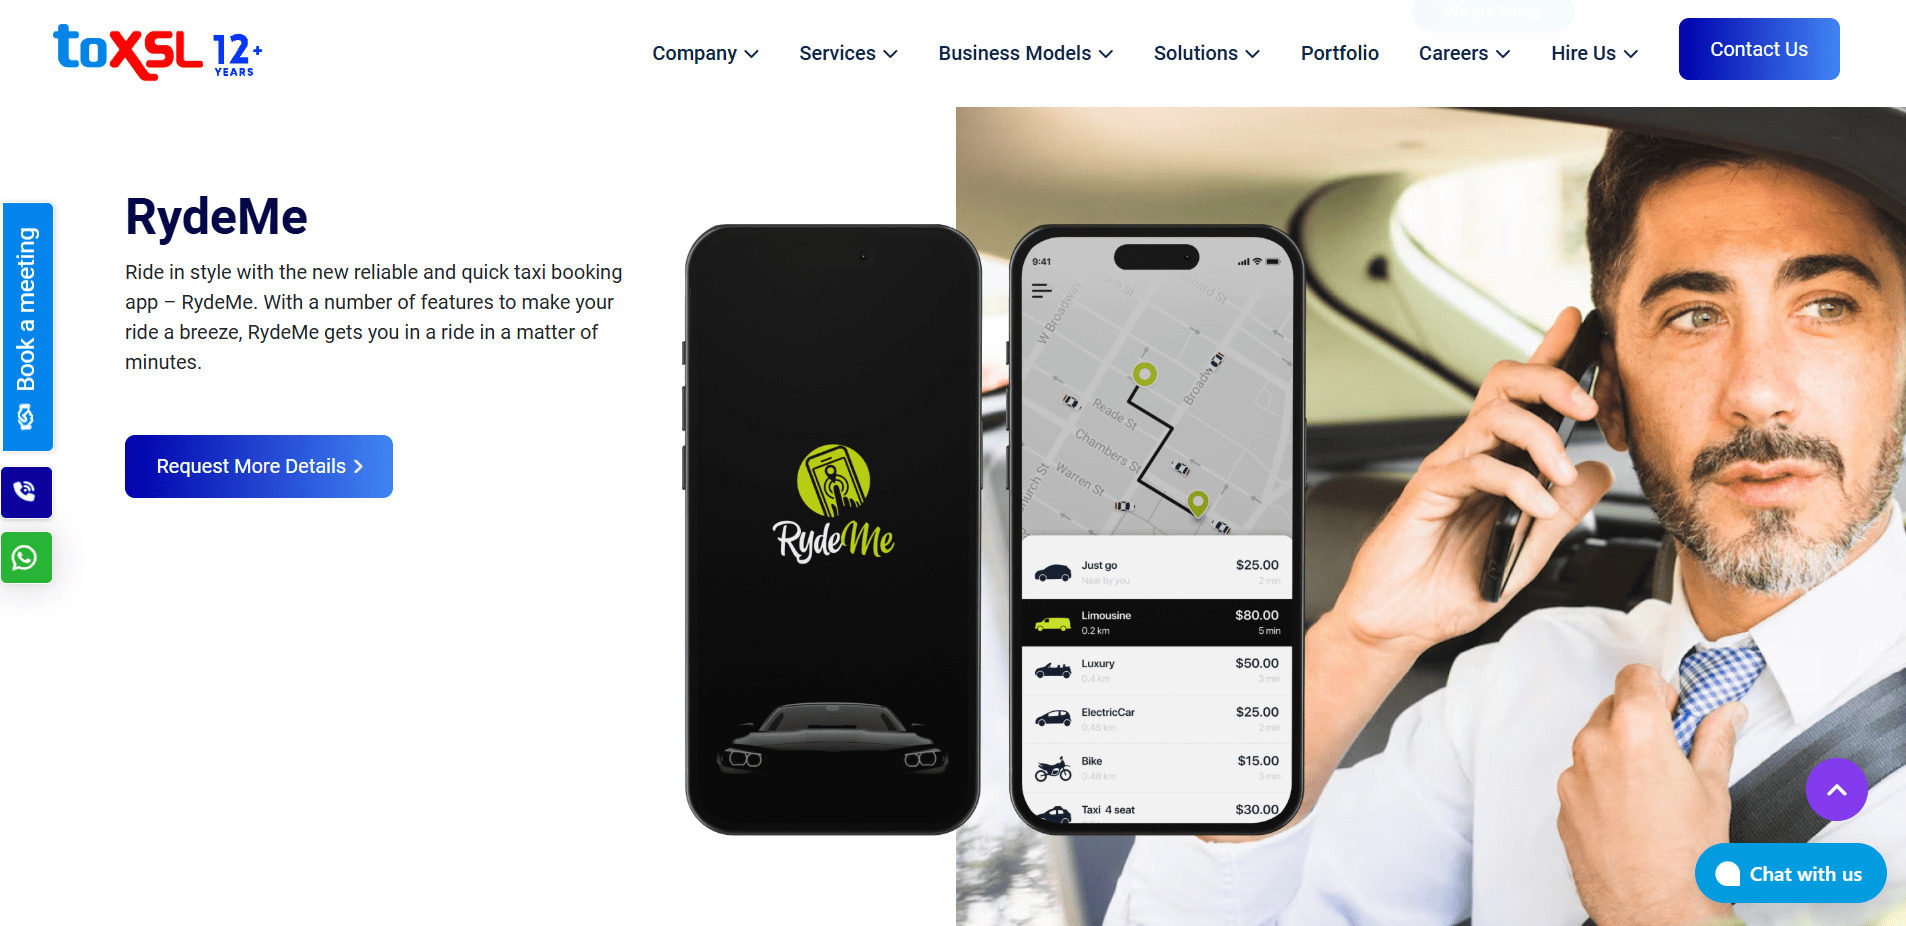 We are hiring
toXSL 12+
YEARS
Company
Services
Business Models
Solutions
Portfolio
Careers
Hire Us
Contact Us
Book a meeting
RydeMe
Ride in style with the new reliable and quick taxi booking
app – RydeMe. With a number of features to make your
ride a breeze, RydeMe gets you in a ride in a matter of
minutes.
Request More Details
RydeMe
9:41
W Broadway
Broadway
Reade St
Chambers St
Warren St
Church St
Just go $25.00
Near by you 2 min
Limousine $80.00
0.2 km 5 min
Luxury $50.00
0.4 km 3 min
ElectricCar $25.00
0.45 km 2 min
Bike $15.00
0.48 km 3 min
Taxi 4 seat $30.00
Chat with us